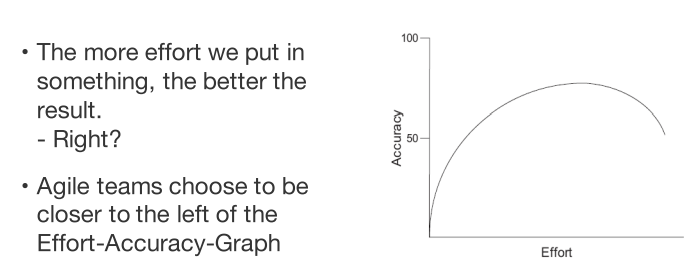 • The more effort we put in
something, the better the
result.
- Right?
• Agile teams choose to be
closer to the left of the
Effort-Accuracy-Graph
100
50
Accuracy
Effort